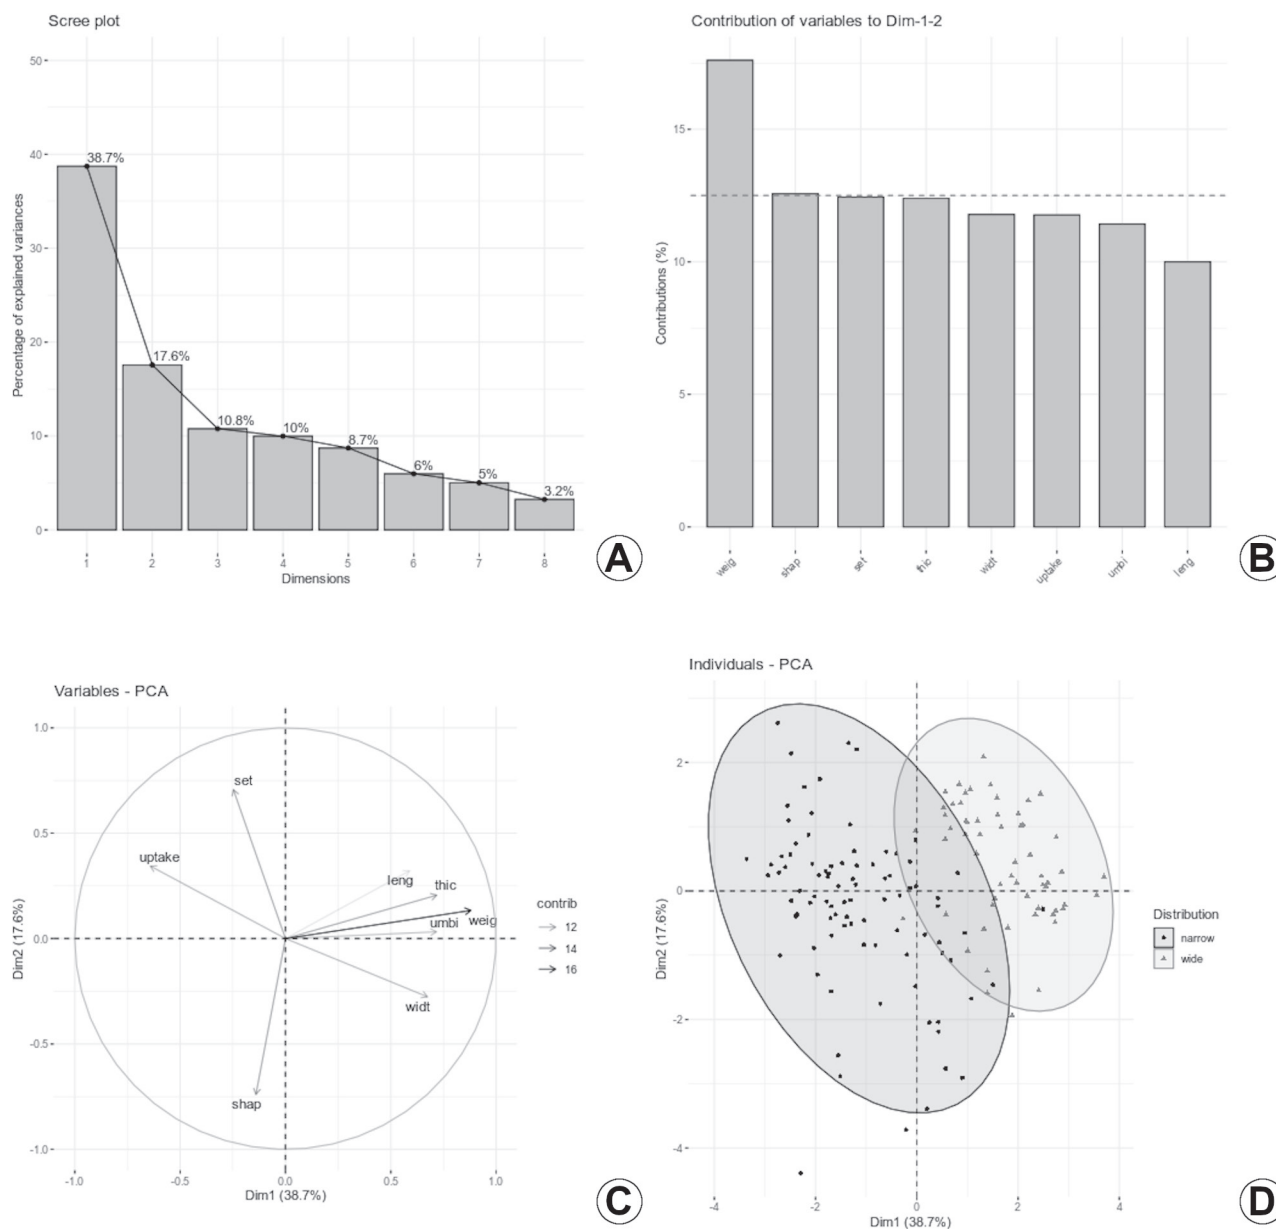 Scree plot
Percentage of explained variances
50
40
30
20
10
0
38.7%
17.6%
10.8%
10%
8.7%
6%
5%
3.2%
1 2 3 4 5 6 7 8
Dimensions
A
Contribution of variables to Dim-1-2
Contributions (%)
15
10
5
0
weig shap set thic widt uptake umbi leng
B
Variables - PCA
Dim2 (17.6%)
1.0
0.5
0.0
-0.5
-1.0
set
uptake
leng
thic
umbi
weig
widt
shap
-1.0 -0.5 0.0 0.5 1.0
Dim1 (38.7%)
contrib
12
14
16
C
Individuals - PCA
Dim2 (17.6%)
2
0
-2
-4
-4 -2 0 2 4
Dim1 (38.7%)
Distribution
narrow
wide
D